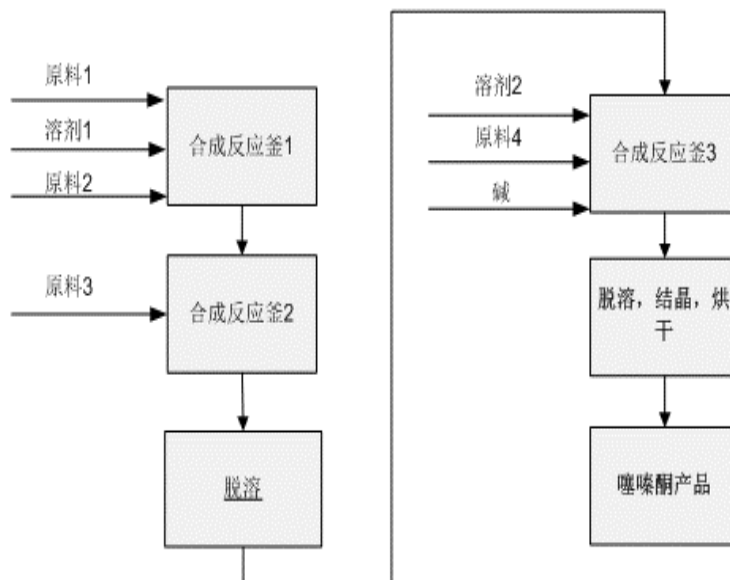 原料1
溶剂1
原料2
合成反应釜1
原料3
合成反应釜2
脱溶
溶剂2
原料4
碱
合成反应釜3
脱溶，结晶，烘
干
噻嗪酮产品